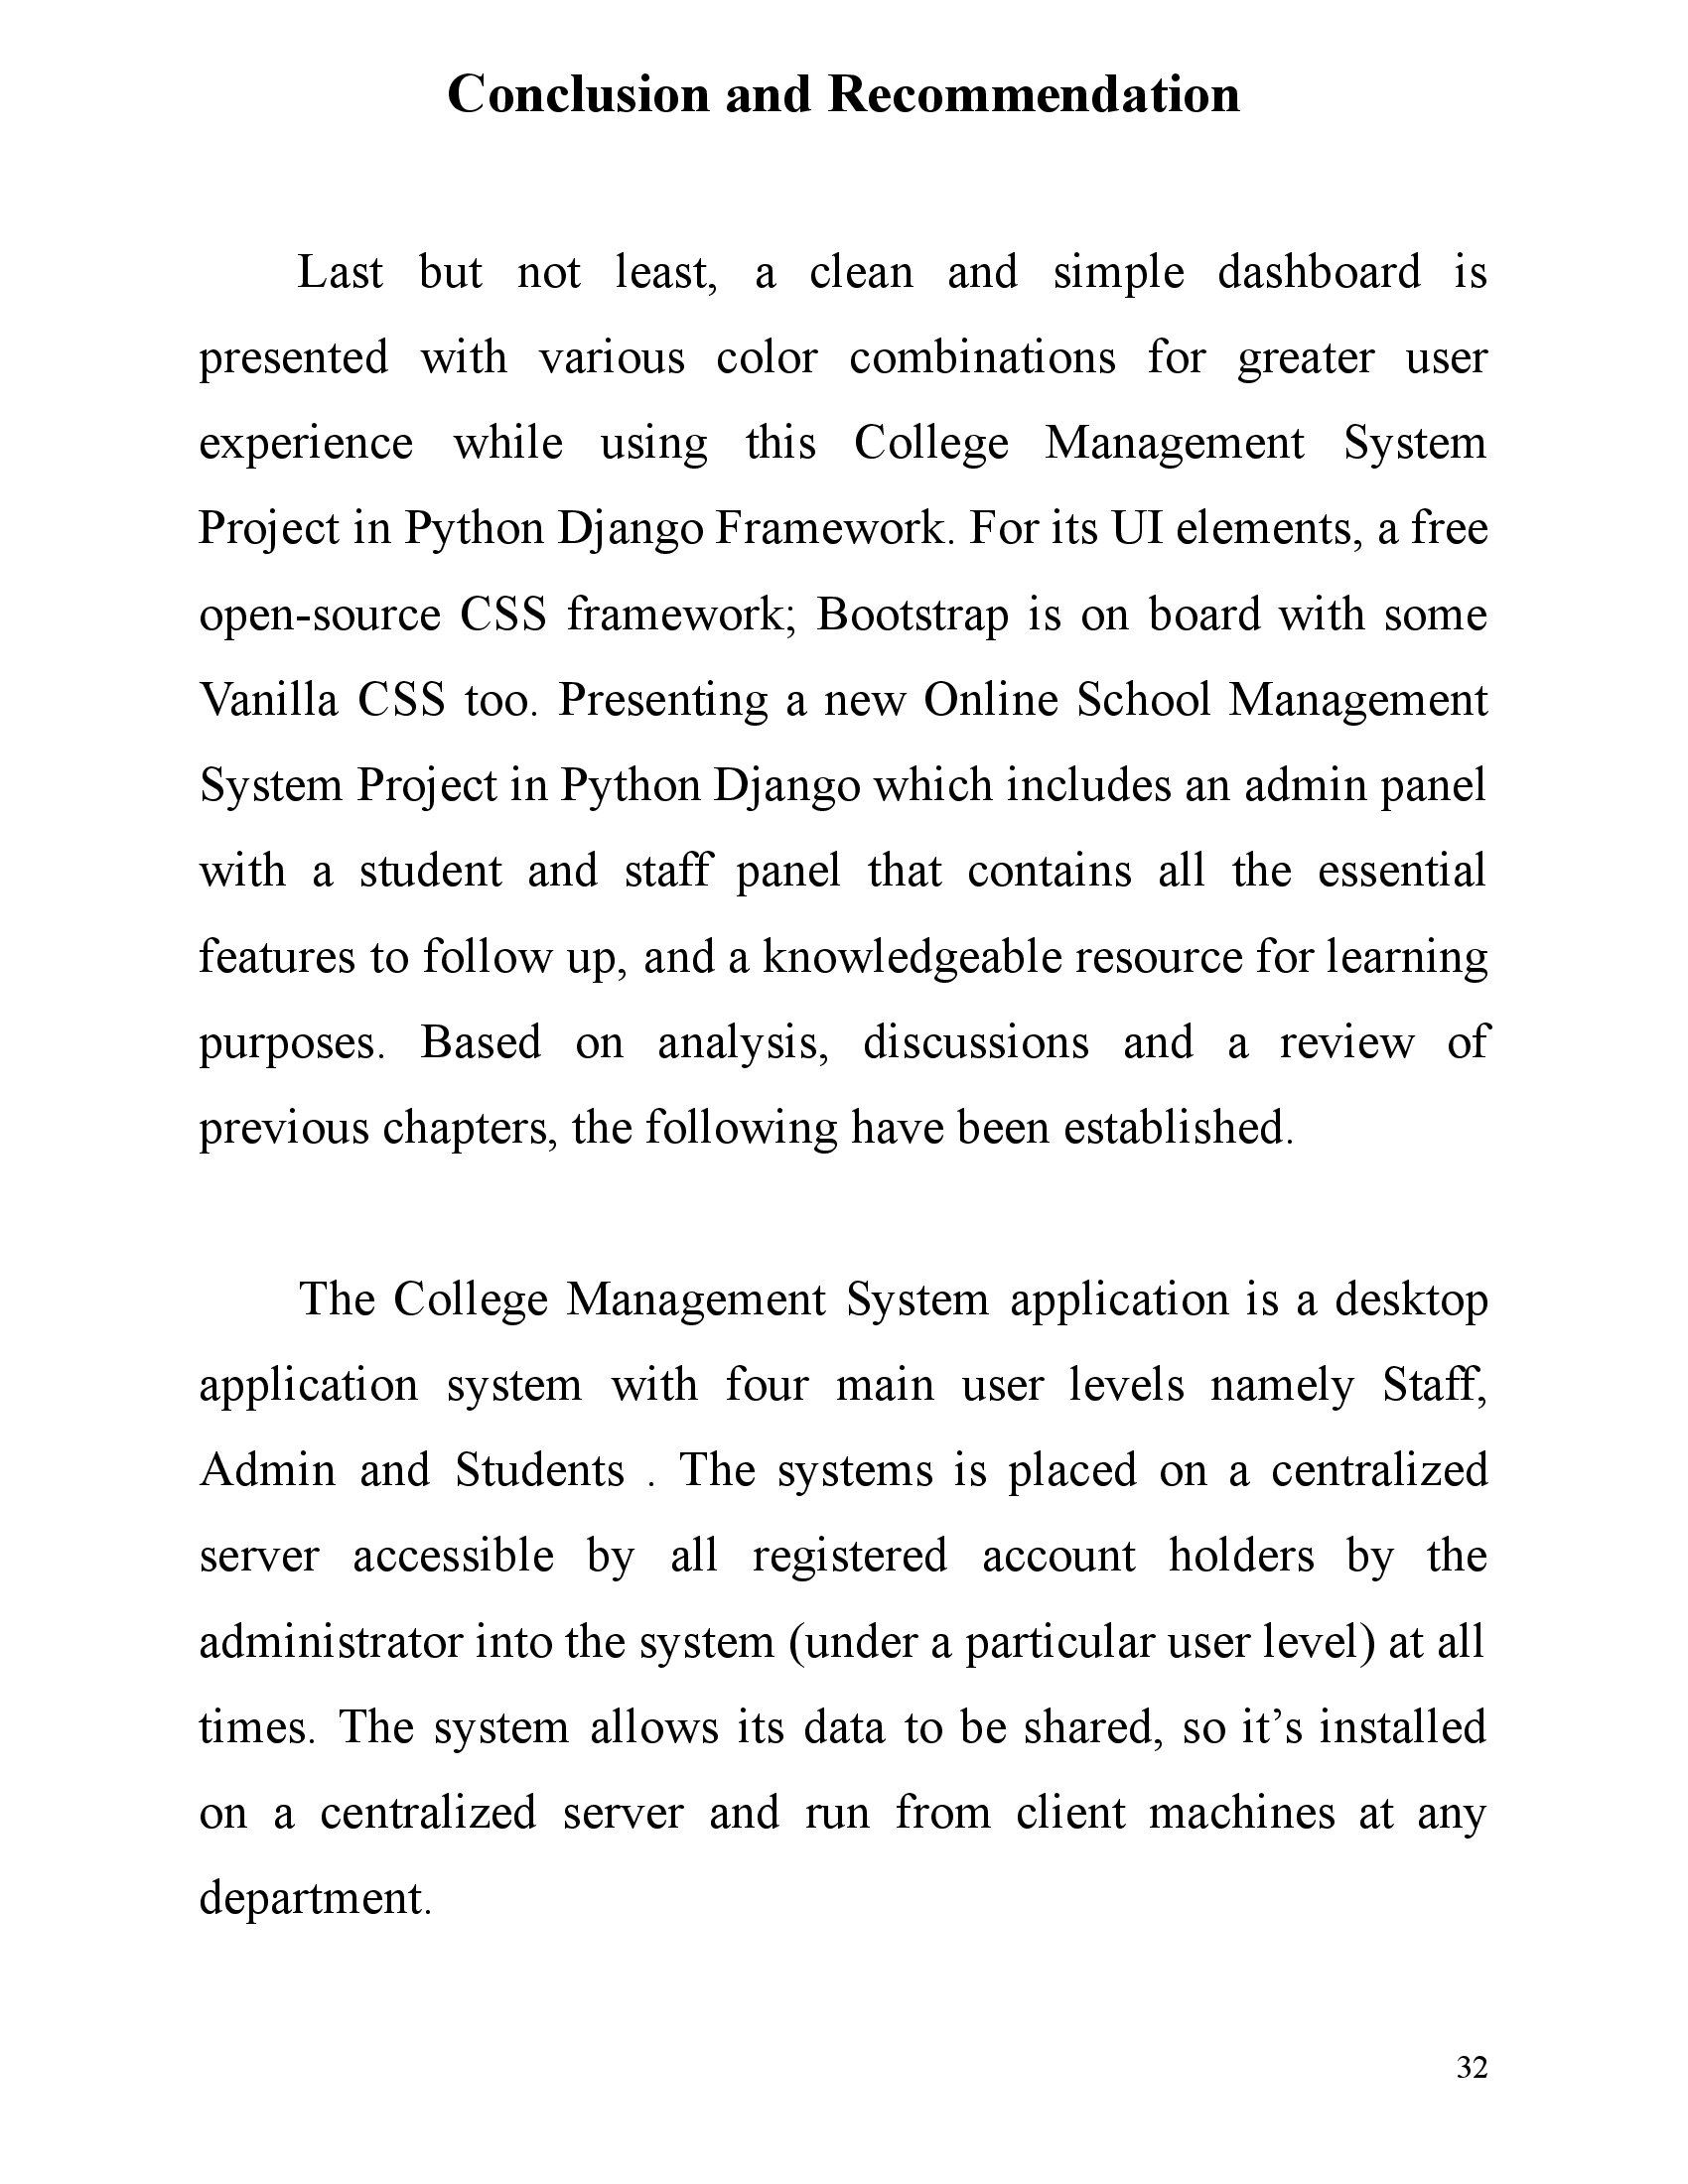 Conclusion and Recommendation
Last but not least, a clean and simple dashboard is
presented with various color combinations for greater user
experience while using this College Management System
Project in Python Django Framework. For its UI elements, a free
open-source CSS framework; Bootstrap is on board with some
Vanilla CSS too. Presenting a new Online School Management
System Project in Python Django which includes an admin panel
with a student and staff panel that contains all the essential
features to follow up, and a knowledgeable resource for learning
purposes. Based on analysis, discussions and a review of
previous chapters, the following have been established.
The College Management System application is a desktop
application system with four main user levels namely Staff,
Admin and Students . The systems is placed on a centralized
server accessible by all registered account holders by the
administrator into the system (under a particular user level) at all
times. The system allows its data to be shared, so it’s installed
on a centralized server and run from client machines at any
department.
32